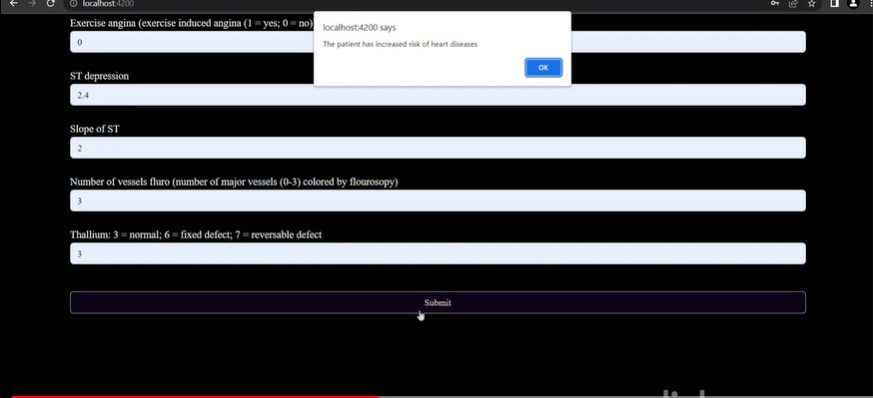 localhost:4200
Exercise angina (exercise induced angina (1 = yes; 0 = no)
0
localhost:4200 says
The patient has increased risk of heart diseases
OK
ST depression
2.4
Slope of ST
2
Number of vessels fluro (number of major vessels (0-3) colored by flourosopy)
3
Thallium: 3 = normal; 6 = fixed defect; 7 = reversable defect
3
Submit